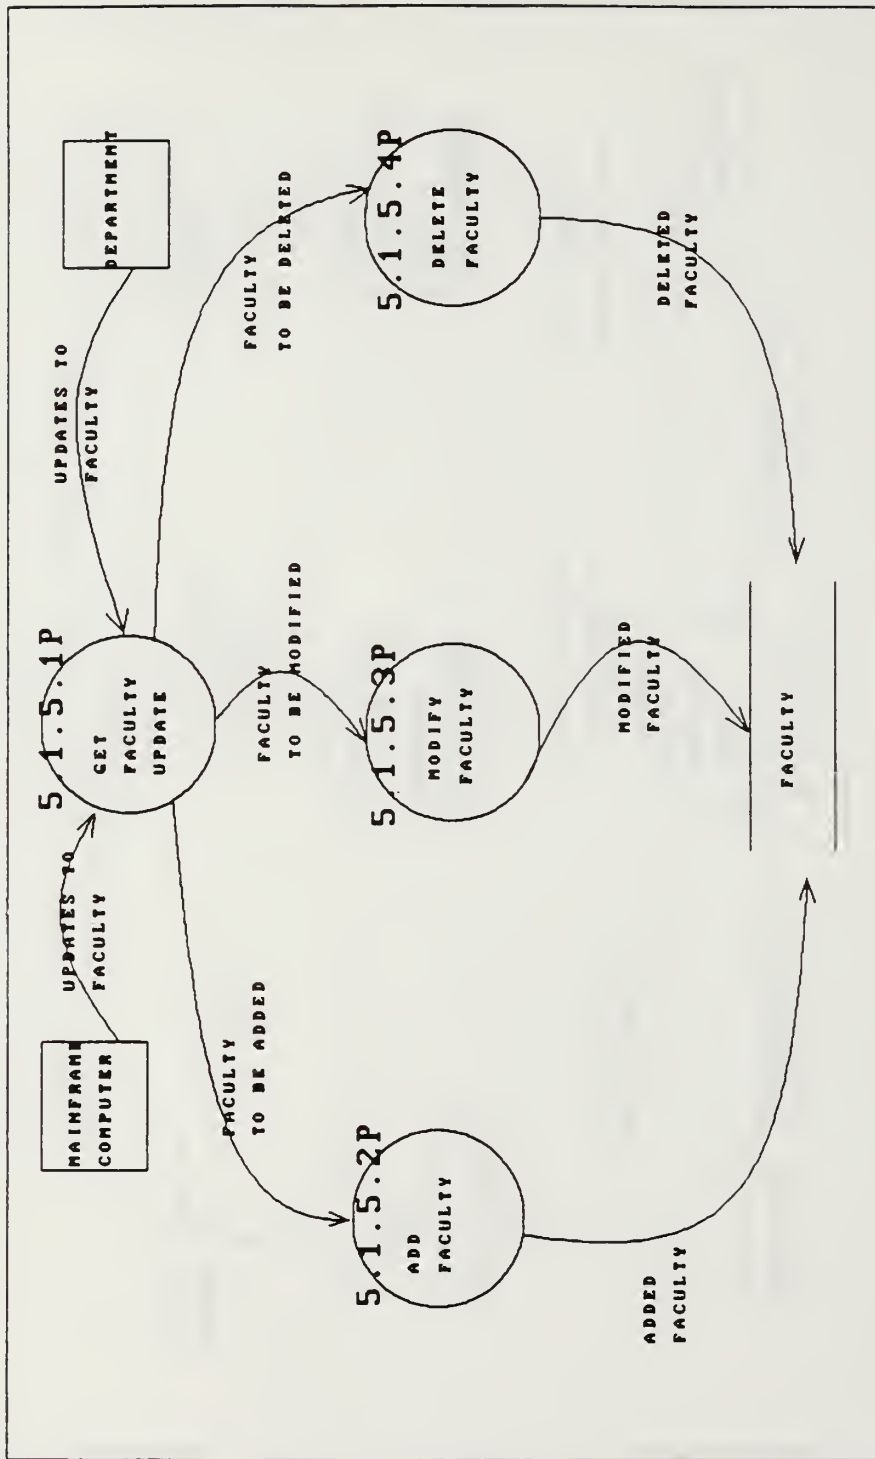 MAINFRAME
COMPUTER
UPDATES TO
FACULTY
5.1.5.1P
GET
FACULTY
UPDATE
UPDATES TO
FACULTY
DEPARTMENT
FACULTY
TO BE ADDED
FACULTY
TO BE MODIFIED
FACULTY
TO BE DELETED
5.1.5.2P
ADD
FACULTY
5.1.5.3P
MODIFY
FACULTY
5.1.5.4P
DELETE
FACULTY
ADDED
FACULTY
MODIFIED
FACULTY
DELETED
FACULTY
FACULTY